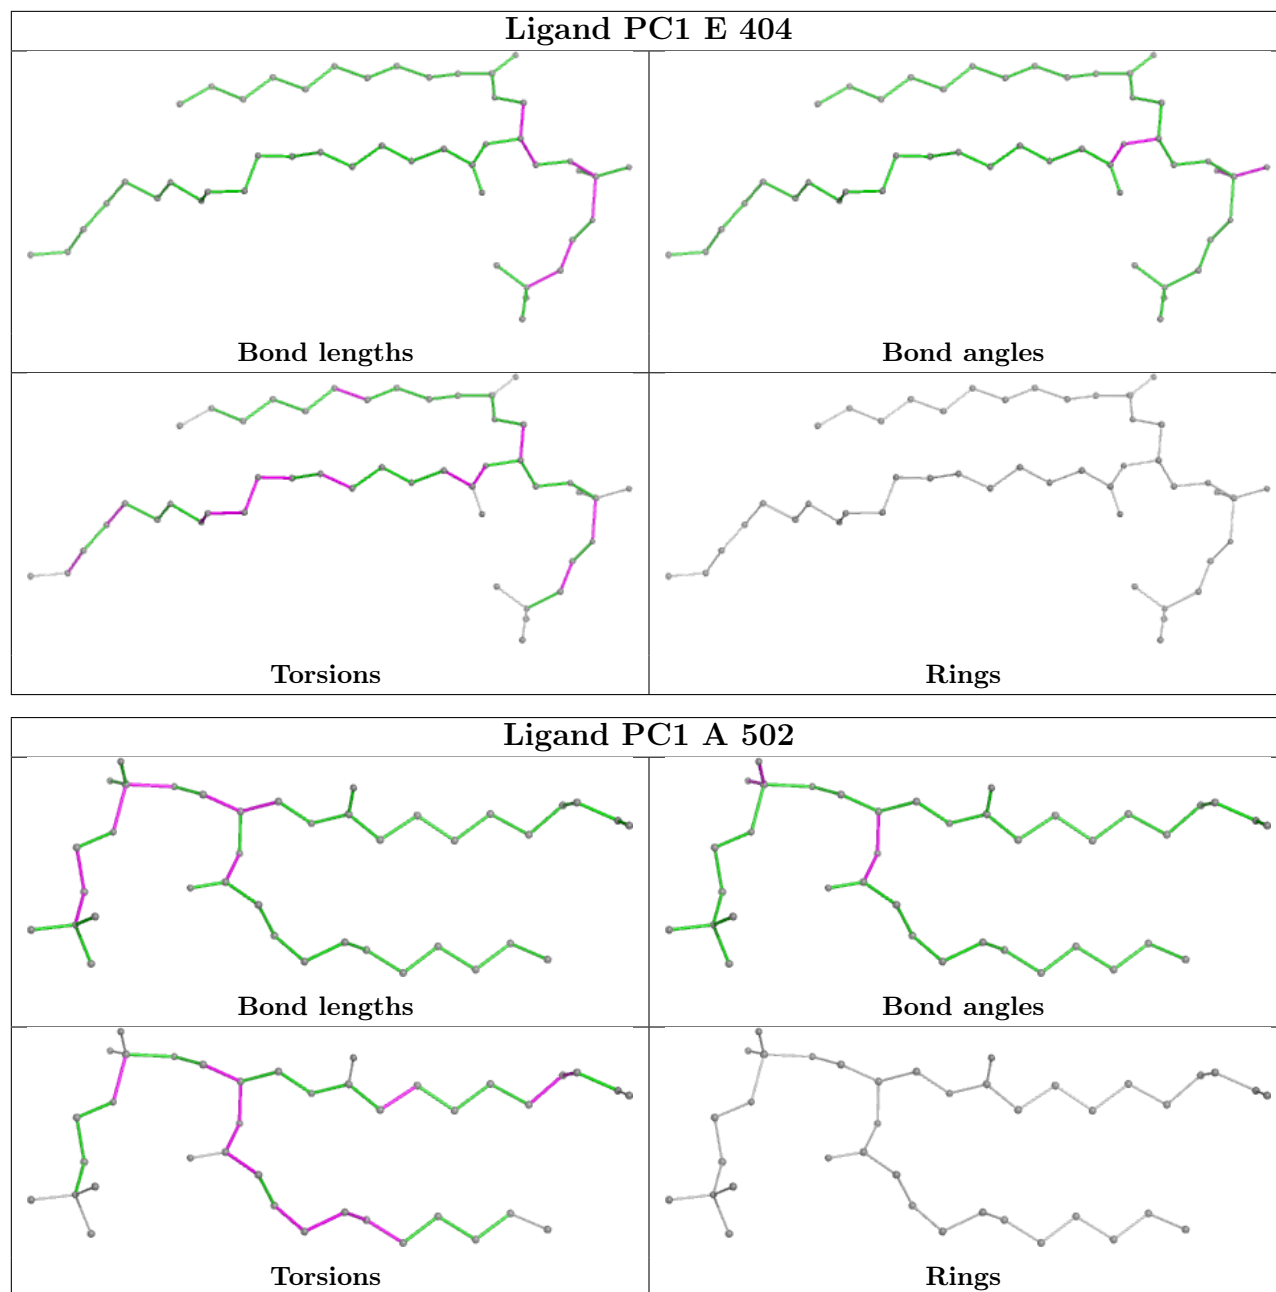 Ligand PC1 E 404
Bond lengths
Bond angles
Torsions
Rings
Ligand PC1 A 502
Bond lengths
Bond angles
Torsions
Rings